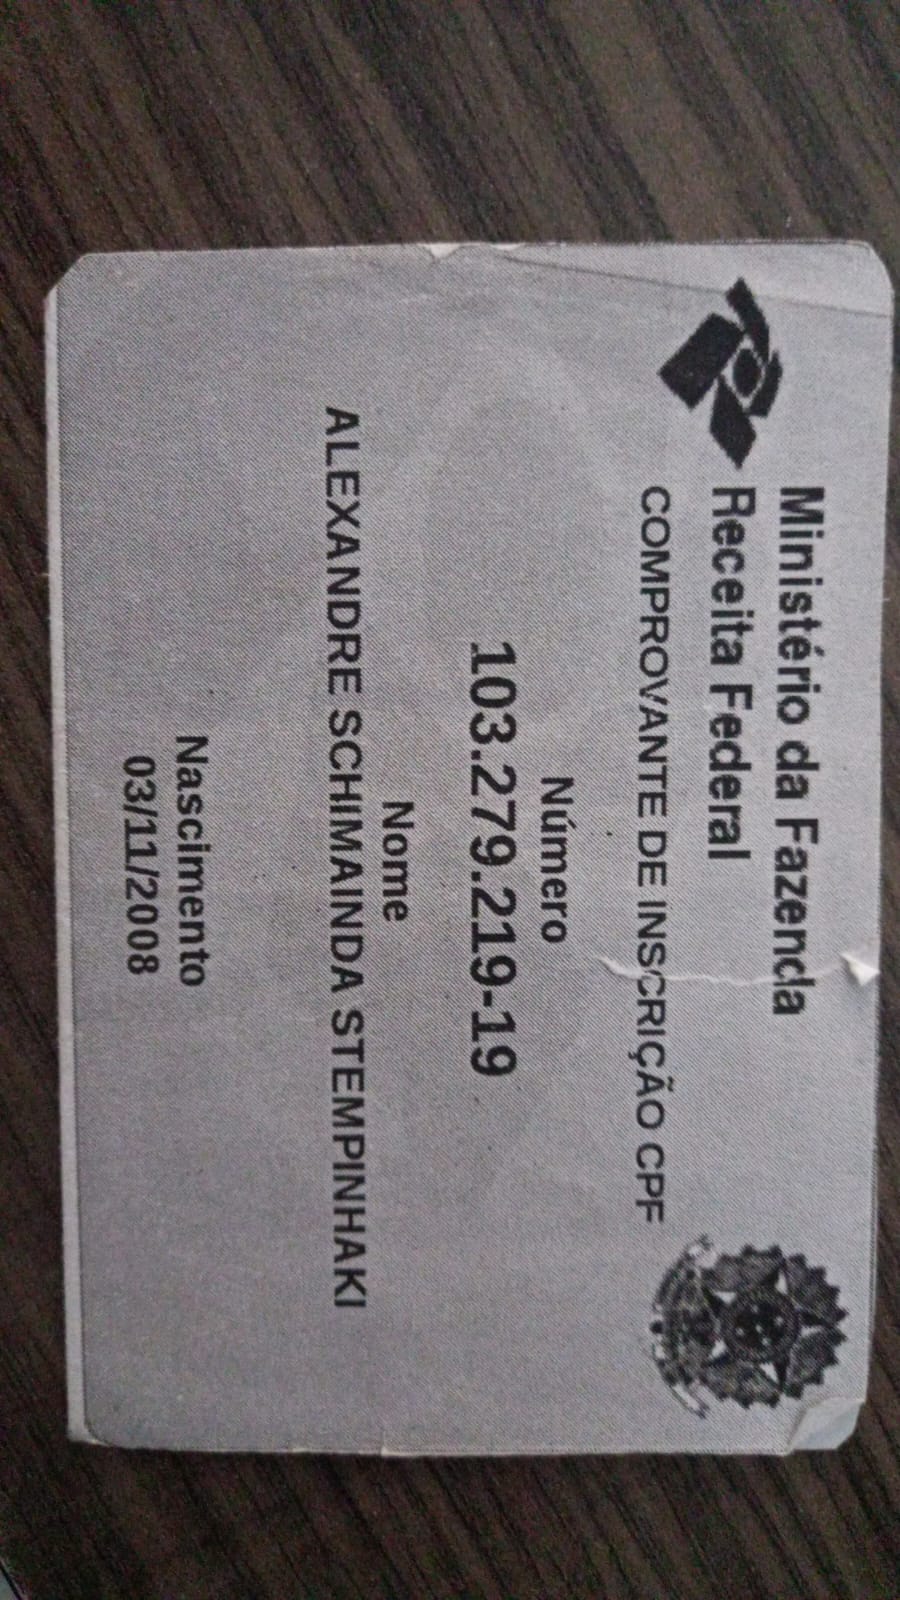 Ministério da Fazenda
Receita Federal
COMPROVANTE DE INSCRIÇÃO CPF
Número
103.279.219-19
Nome
ALEXANDRE SCHIMAINDA STEMPINHAKI
Nascimento
03/11/2008